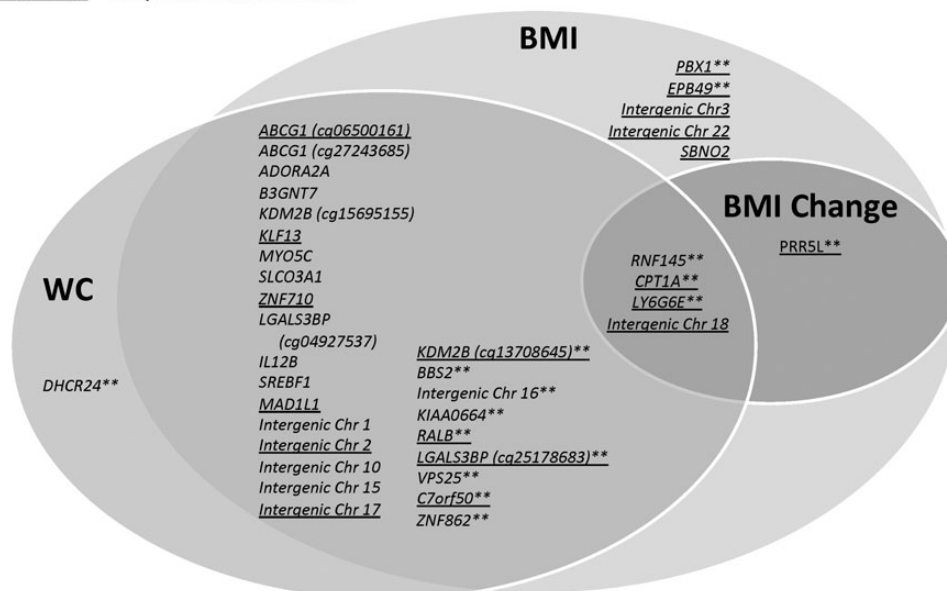 BMI
PBX1**
EPB49**
Intergenic Chr3
Intergenic Chr 22
SBNO2
BMI Change
PRR5L**
RNF145**
CPT1A**
LY6G6E**
Intergenic Chr 18
WC
DHCR24**
ABCG1 (cg06500161)
ABCG1 (cg27243685)
ADORA2A
B3GNT7
KDM2B (cg15695155)
KLF13
MYO5C
SLCO3A1
ZNF710
LGALS3BP
(cg04927537)
IL12B
SREBF1
MAD1L1
Intergenic Chr 1
Intergenic Chr 2
Intergenic Chr 10
Intergenic Chr 15
Intergenic Chr 17
KDM2B (cg13708645)**
BBS2**
Intergenic Chr 16**
KIAA0664**
RALB**
LGALS3BP (cg25178683)**
VPS25**
C7orf50**
ZNF862**